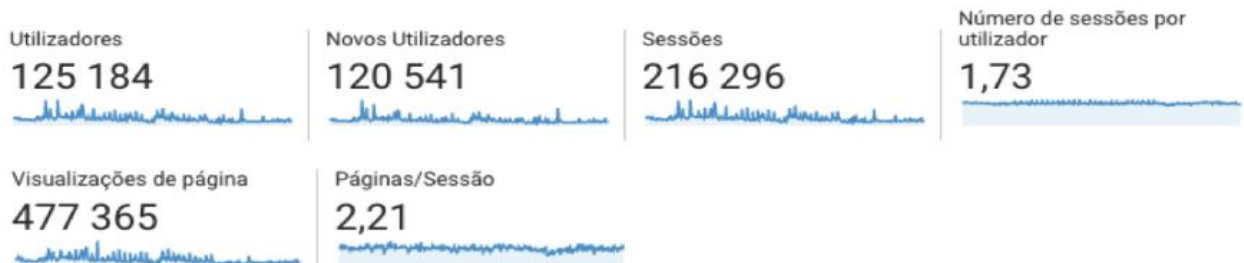 Utilizadores
125 184
Novos Utilizadores
120 541
Sessões
216 296
Número de sessões por
utilizador
1,73
Visualizações de página
477 365
Páginas/Sessão
2,21